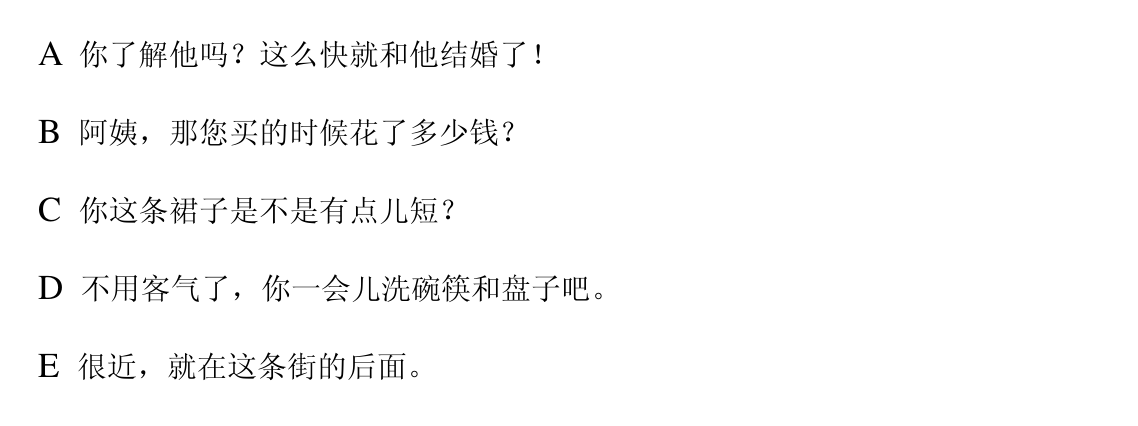 A 你了解他吗？这么快就和他结婚了！
B 阿姨，那您买的时候花了多少钱？
C 你这条裙子是不是有点儿短？
D 不用客气了，你一会儿洗碗筷和盘子吧。
E 很近，就在这条街的后面。